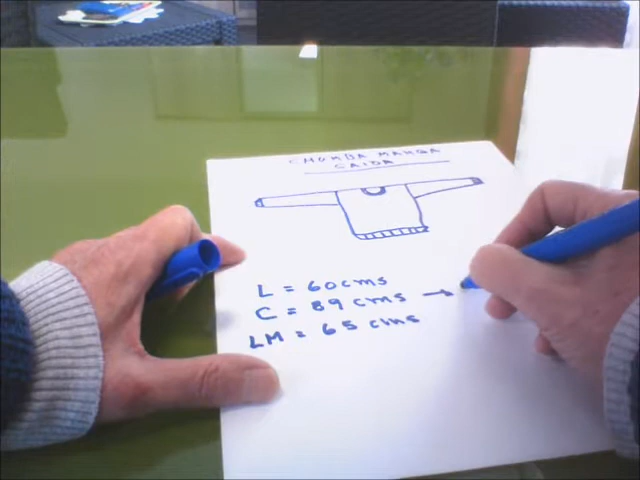 CHOMBA MANGA
CAIDA
L = 60 cms
C = 89 cms →
LM = 65 cms